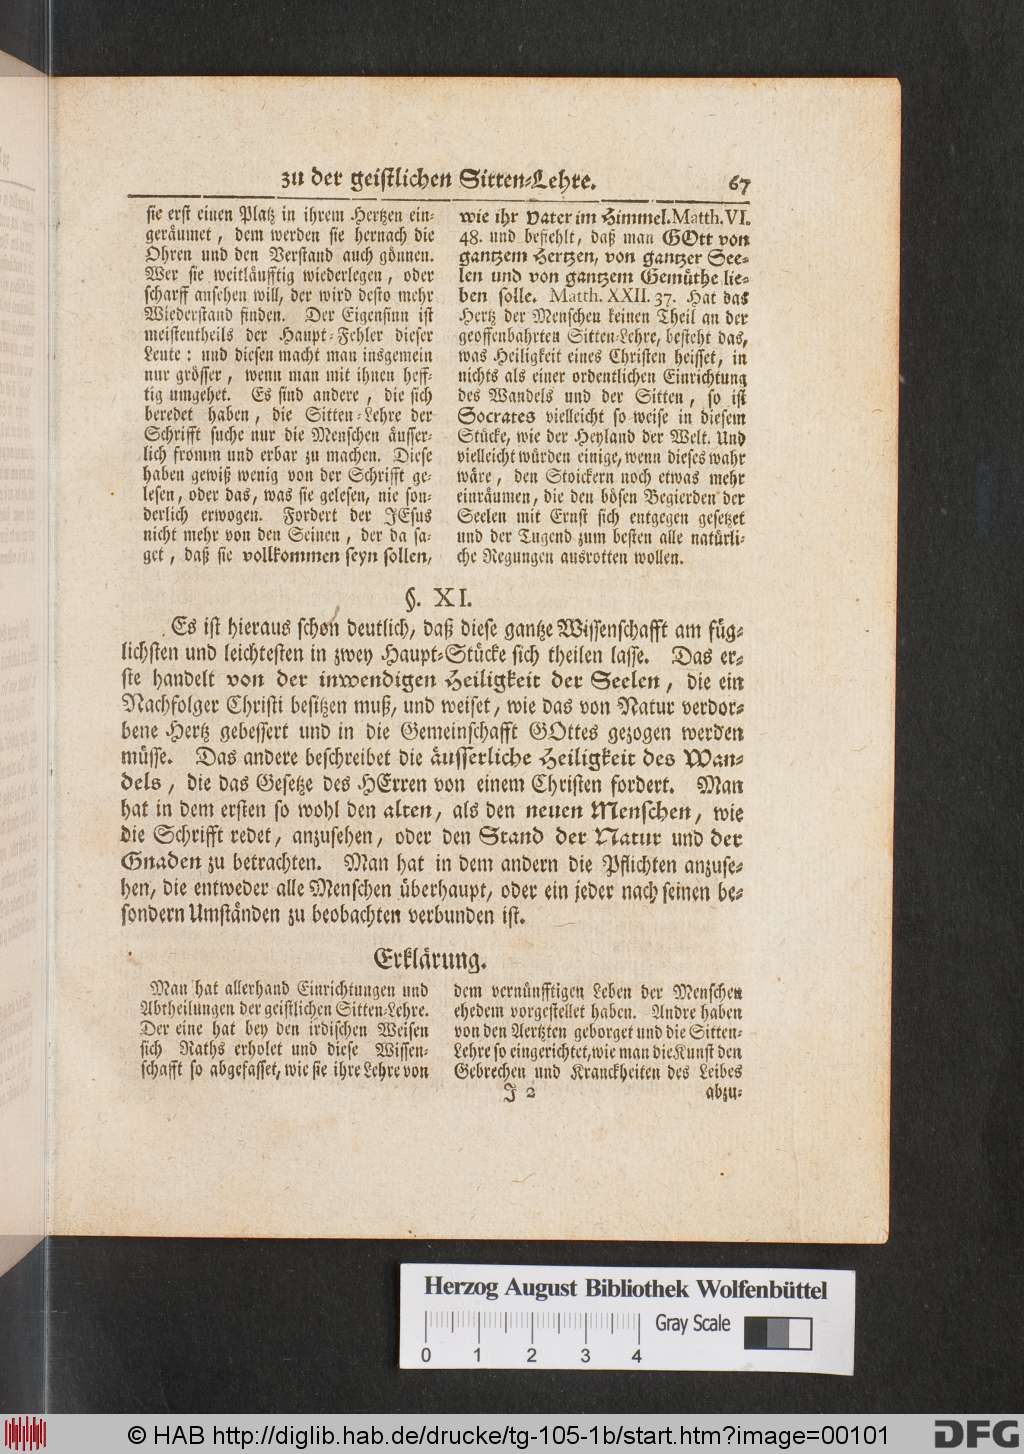 zu der geistlichen Sitten-Lehre. 67
sie erst einen Platz in ihrem Hertzen ein-
geräumet, dem werden sie hernach die
Ohren und den Verstand auch gönnen.
Wer sie weitläufftig wiederlegen, oder
scharff ansehen will, der wird desto mehr
Wiederstand finden. Der Eigensinn ist
meistentheils der Haupt-Fehler dieser
Leute: und diesen macht man insgemein
nur grösser, wenn man mit ihnen heff-
tig umgehet. Es sind andere, die sich
beredet haben, die Sitten-Lehre der
Schrifft suche nur die Menschen äusser-
lich fromm und erbar zu machen. Diese
haben gewiß wenig von der Schrifft ge-
lesen, oder das, was sie gelesen, nie son-
derlich erwogen. Fordert der JEsus
nicht mehr von den Seinen, der da sa-
get, daß sie vollkommen seyn sollen,
wie ihr Vater im Himmel. Matth. VI.
48. und befiehlt, daß man GOtt von
gantzem Hertzen, von gantzer See-
len und von gantzem Gemüthe lie-
ben solle. Matth. XXII. 37. Hat das
Hertz der Menschen keinen Theil an der
geoffenbahrten Sitten-Lehre, besteht das,
was Heiligkeit eines Christen heisset, in
nichts als einer ordentlichen Einrichtung
des Wandels und der Sitten, so ist
Socrates vielleicht so weise in diesem
Stücke, wie der Heyland der Welt. Und
vielleicht würden einige, wenn dieses wahr
wäre, den Stoickern noch etwas mehr
einräumen, die den bösen Begierden der
Seelen mit Ernst sich entgegen gesetzet
und der Tugend zum besten alle natürli-
che Regungen ausrotten wollen.
§. XI.
Es ist hieraus schon deutlich, daß diese gantze Wissenschafft am füg-
lichsten und leichtesten in zwey Haupt-Stücke sich theilen lasse. Das er-
ste handelt von der inwendigen Heiligkeit der Seelen, die ein
Nachfolger Christi besitzen muß, und weiset, wie das von Natur verdor-
bene Hertz gebessert und in die Gemeinschafft GOttes gezogen werden
müsse. Das andere beschreibet die äusserliche Heiligkeit des Wan-
dels, die das Gesetze des HErren von einem Christen fordert. Man
hat in dem ersten so wohl den alten, als den neuen Menschen, wie
die Schrifft redet, anzusehen, oder den Stand der Natur und der
Gnaden zu betrachten. Man hat in dem andern die Pflichten anzuse-
hen, die entweder alle Menschen überhaupt, oder ein jeder nach seinen be-
sondern Umständen zu beobachten verbunden ist.
Erklärung.
Man hat allerhand Einrichtungen und
Abtheilungen der geistlichen Sitten-Lehre.
Der eine hat bey den irdischen Weisen
sich Raths erholet und diese Wissen-
schafft so abgefasset, wie sie ihre Lehre von
dem vernünfftigen Leben der Menschen
ehedem vorgestellet haben. Andre haben
von den Aertzten geborget und die Sitten-
Lehre so eingerichtet, wie man die Kunst den
Gebrechen und Kranckheiten des Leibes
J 2 abzu-
Herzog August Bibliothek Wolfenbüttel
Gray Scale
0 1 2 3 4
© HAB http://diglib.hab.de/drucke/tg-105-1b/start.htm?image=00101
DFG